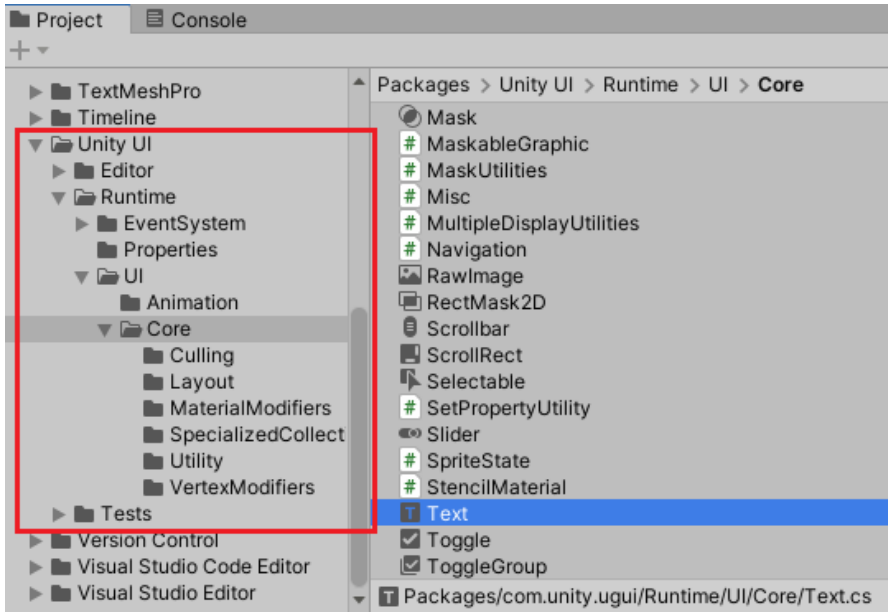 Project
Console
TextMeshPro
Timeline
Unity UI
Editor
Runtime
EventSystem
Properties
UI
Animation
Core
Culling
Layout
MaterialModifiers
SpecializedCollect
Utility
VertexModifiers
Tests
Version Control
Visual Studio Code Editor
Visual Studio Editor
Packages > Unity UI > Runtime > UI > Core
Mask
MaskableGraphic
MaskUtilities
Misc
MultipleDisplayUtilities
Navigation
RawImage
RectMask2D
Scrollbar
ScrollRect
Selectable
SetPropertyUtility
Slider
SpriteState
StencilMaterial
Text
Toggle
ToggleGroup
Packages/com.unity.ugui/Runtime/UI/Core/Text.cs